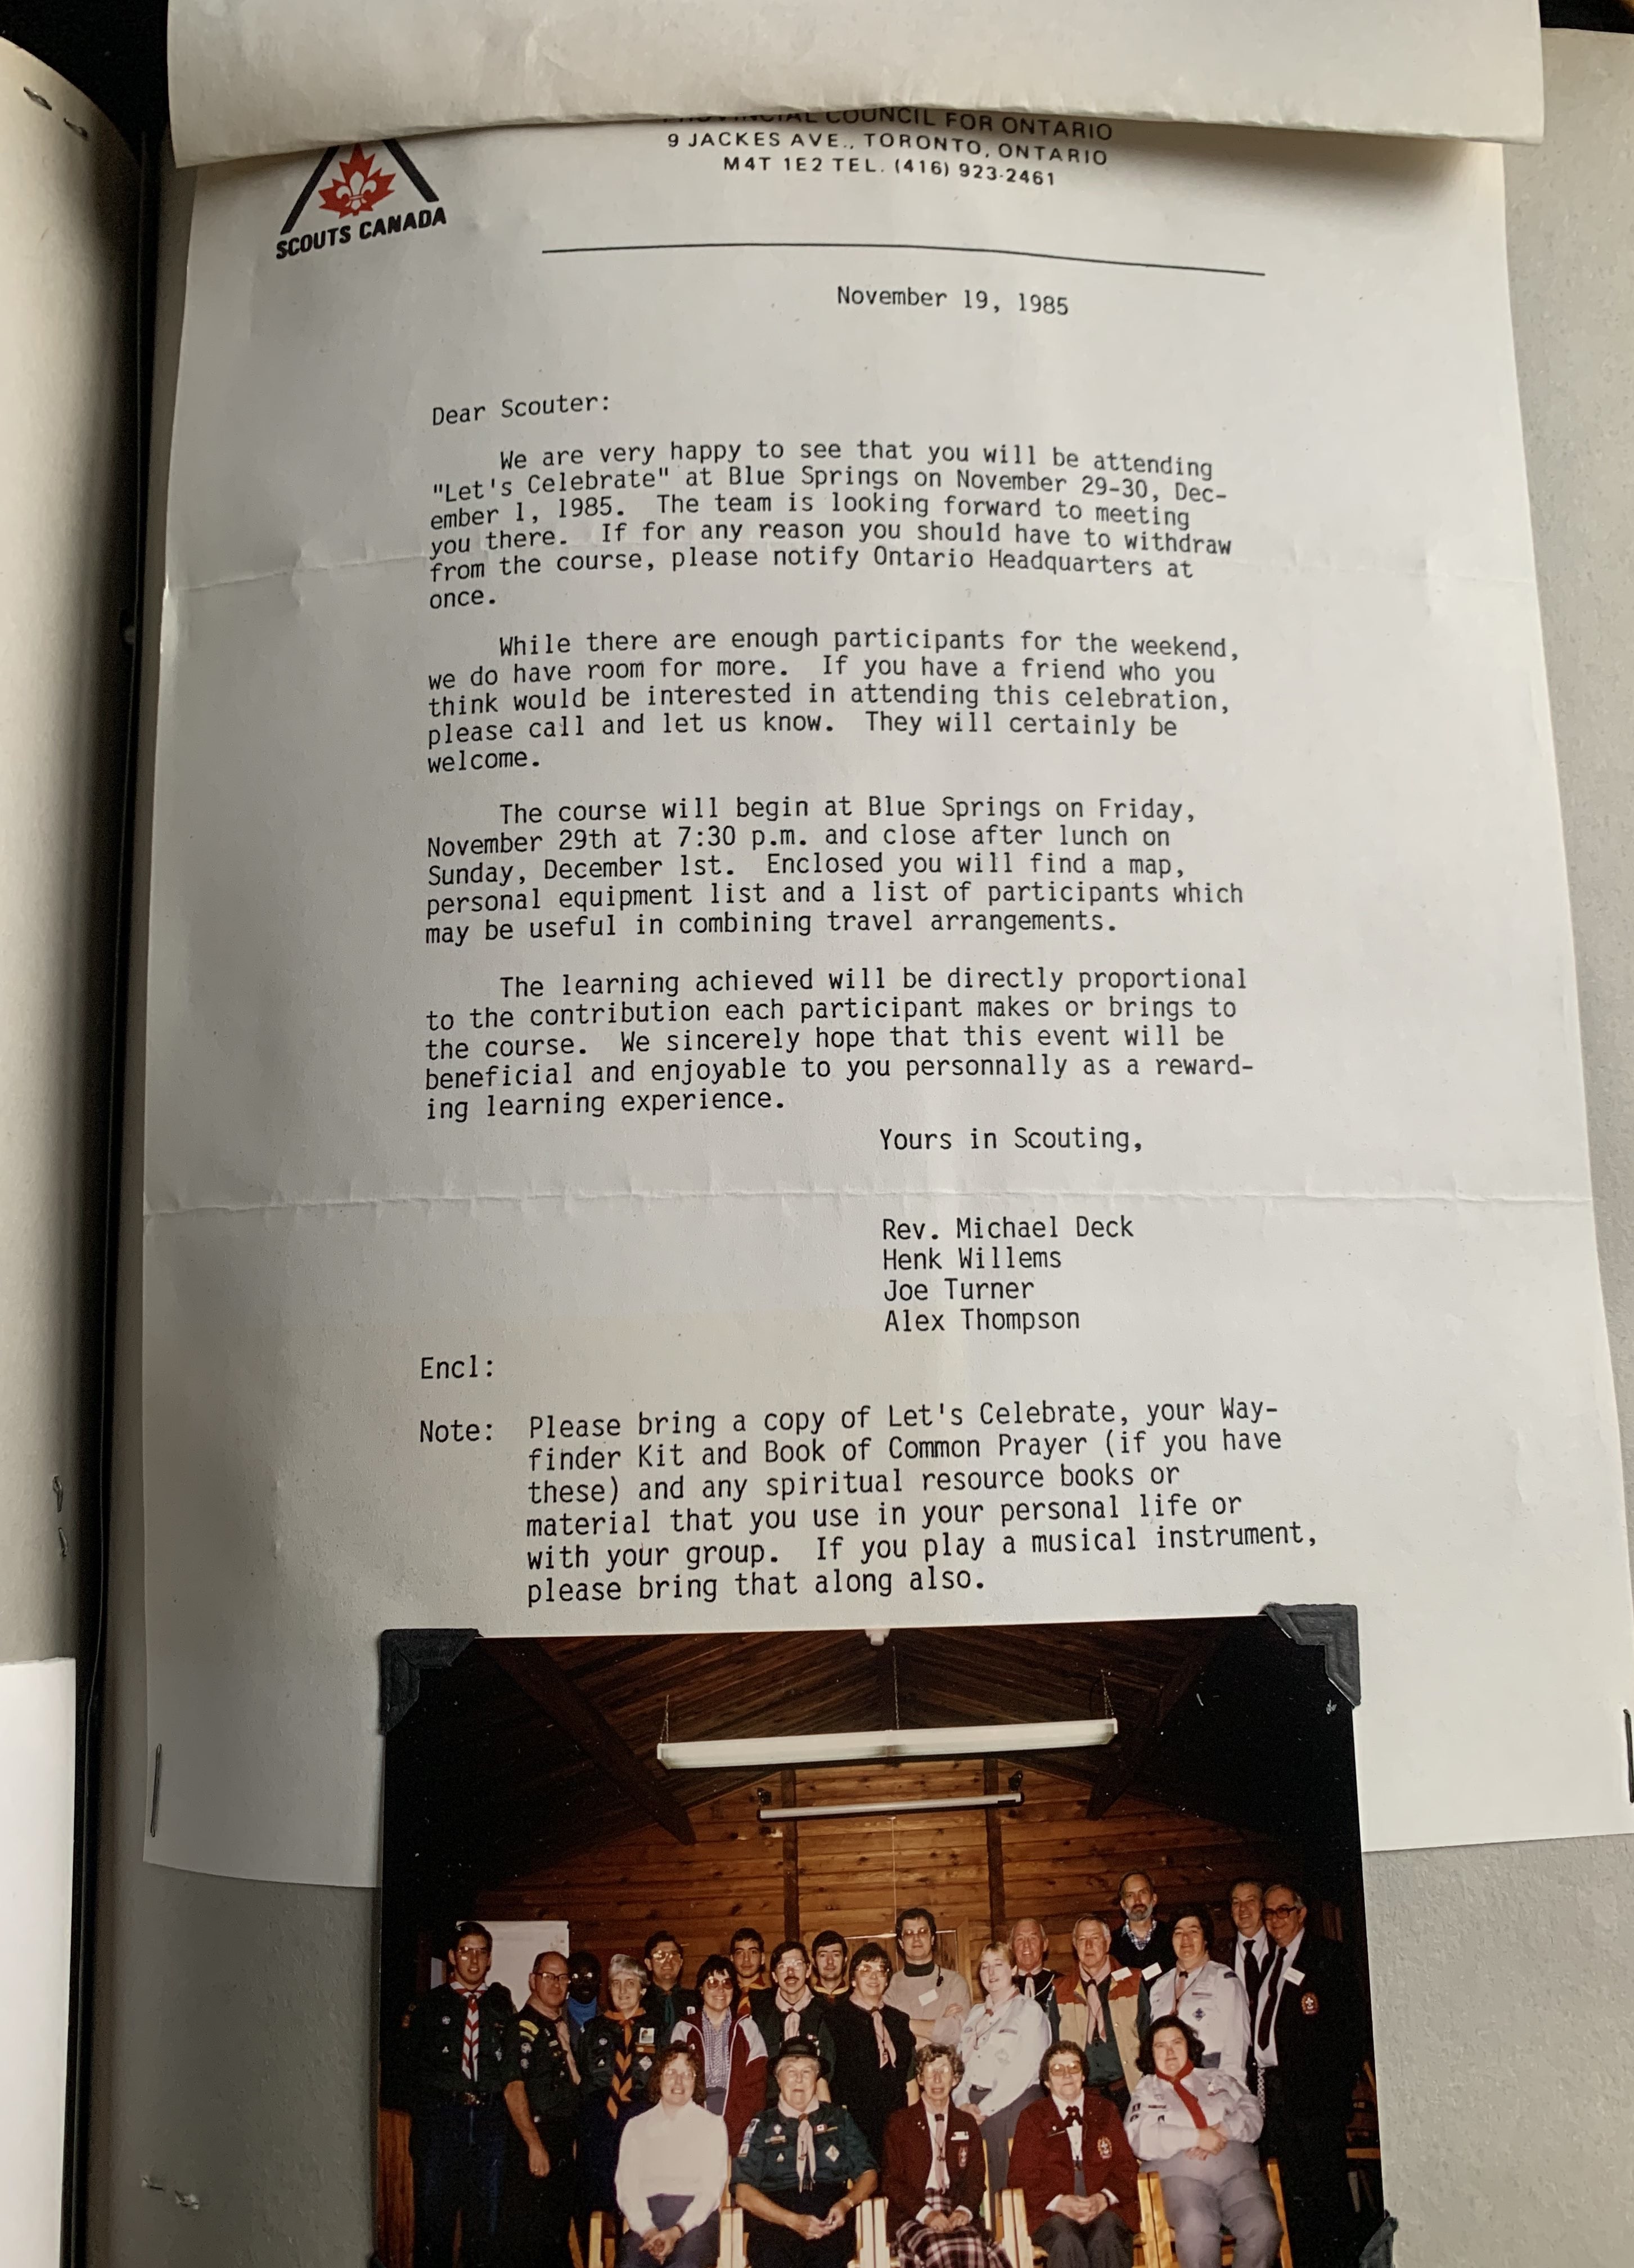 PROVINCIAL COUNCIL FOR ONTARIO
9 JACKES AVE., TORONTO, ONTARIO
M4T 1E2 TEL. (416) 923-2461
SCOUTS CANADA
November 19, 1985
Dear Scouter:
We are very happy to see that you will be attending
"Let's Celebrate" at Blue Springs on November 29-30, Dec-
ember 1, 1985. The team is looking forward to meeting
you there. If for any reason you should have to withdraw
from the course, please notify Ontario Headquarters at
once.
While there are enough participants for the weekend,
we do have room for more. If you have a friend who you
think would be interested in attending this celebration,
please call and let us know. They will certainly be
welcome.
The course will begin at Blue Springs on Friday,
November 29th at 7:30 p.m. and close after lunch on
Sunday, December 1st. Enclosed you will find a map,
personal equipment list and a list of participants which
may be useful in combining travel arrangements.
The learning achieved will be directly proportional
to the contribution each participant makes or brings to
the course. We sincerely hope that this event will be
beneficial and enjoyable to you personnally as a reward-
ing learning experience.
Yours in Scouting,
Rev. Michael Deck
Henk Willems
Joe Turner
Alex Thompson
Encl:
Note: Please bring a copy of Let's Celebrate, your Way-
finder Kit and Book of Common Prayer (if you have
these) and any spiritual resource books or
material that you use in your personal life or
with your group. If you play a musical instrument,
please bring that along also.